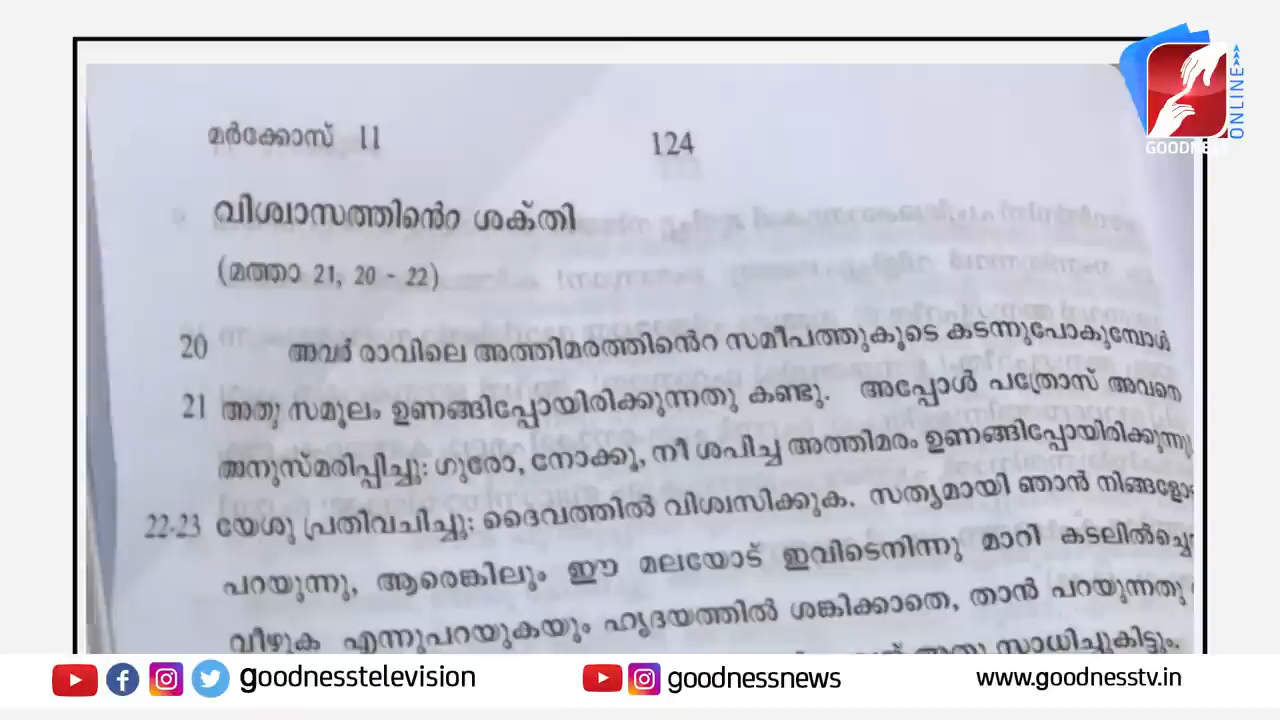 മർക്കോസ് 11
124
വിശ്വാസത്തിൻെറ ശക്തി
(മത്താ 21, 20 - 22)
20 അവർ രാവിലെ അത്തിമരത്തിൻെറ സമീപത്തുകൂടെ കടന്നുപോകുമ്പോൾ
21 അതു സമൂലം ഉണങ്ങിപ്പോയിരിക്കുന്നതു കണ്ടു. അപ്പോൾ പത്രോസ് അവനെ
അനുസ്മരിപ്പിച്ചു: ഗുരോ, നോക്കൂ, നീ ശപിച്ച അത്തിമരം ഉണങ്ങിപ്പോയിരിക്കുന്നു
22-23 യേശു പ്രതിവചിച്ചു: ദൈവത്തിൽ വിശ്വസിക്കുക. സത്യമായി ഞാൻ
പറയുന്നു, ആരെങ്കിലും ഈ മലയോട് ഇവിടെനിന്നു മാറി
വീഴുക എന്നുപറയുകയും ഹൃദയത്തിൽ ശങ്കിക്കാതെ, താൻ പറയുന്നതു
അതു സാധിച്ചുകിട്ടും.
GOODNESS
ONLINE
goodnesstelevision
goodnessnews
www.goodnesstv.in